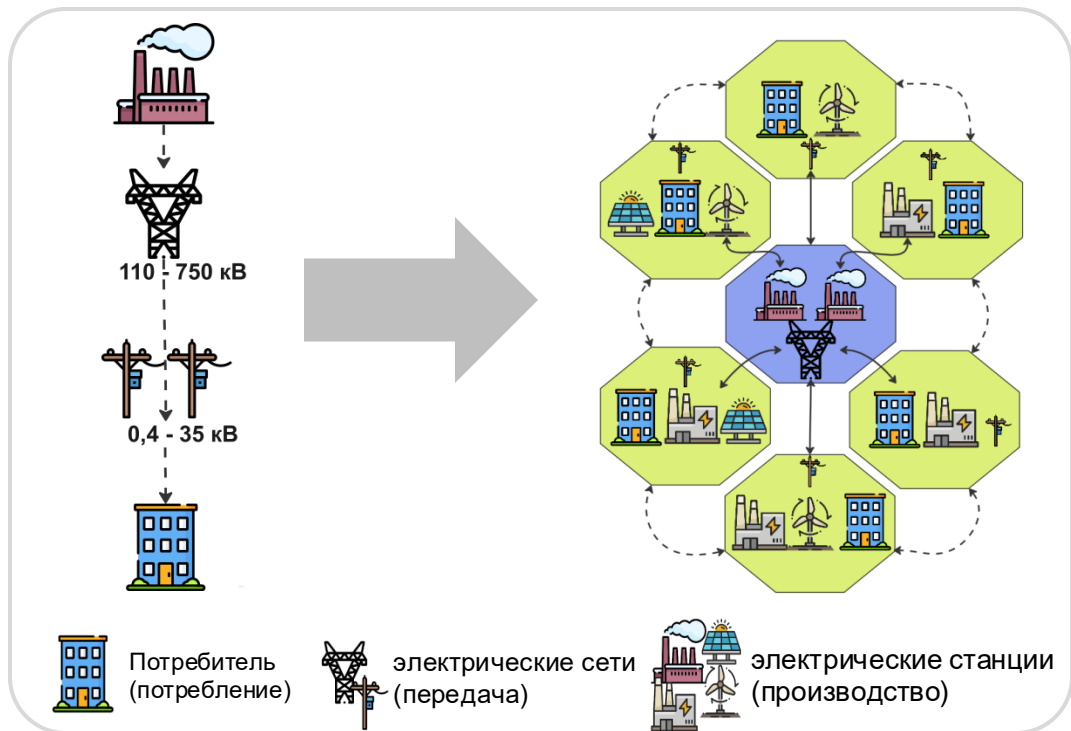 110 - 750 кВ
0,4 - 35 кВ
Потребитель
(потребление)
электрические сети
(передача)
электрические станции
(производство)